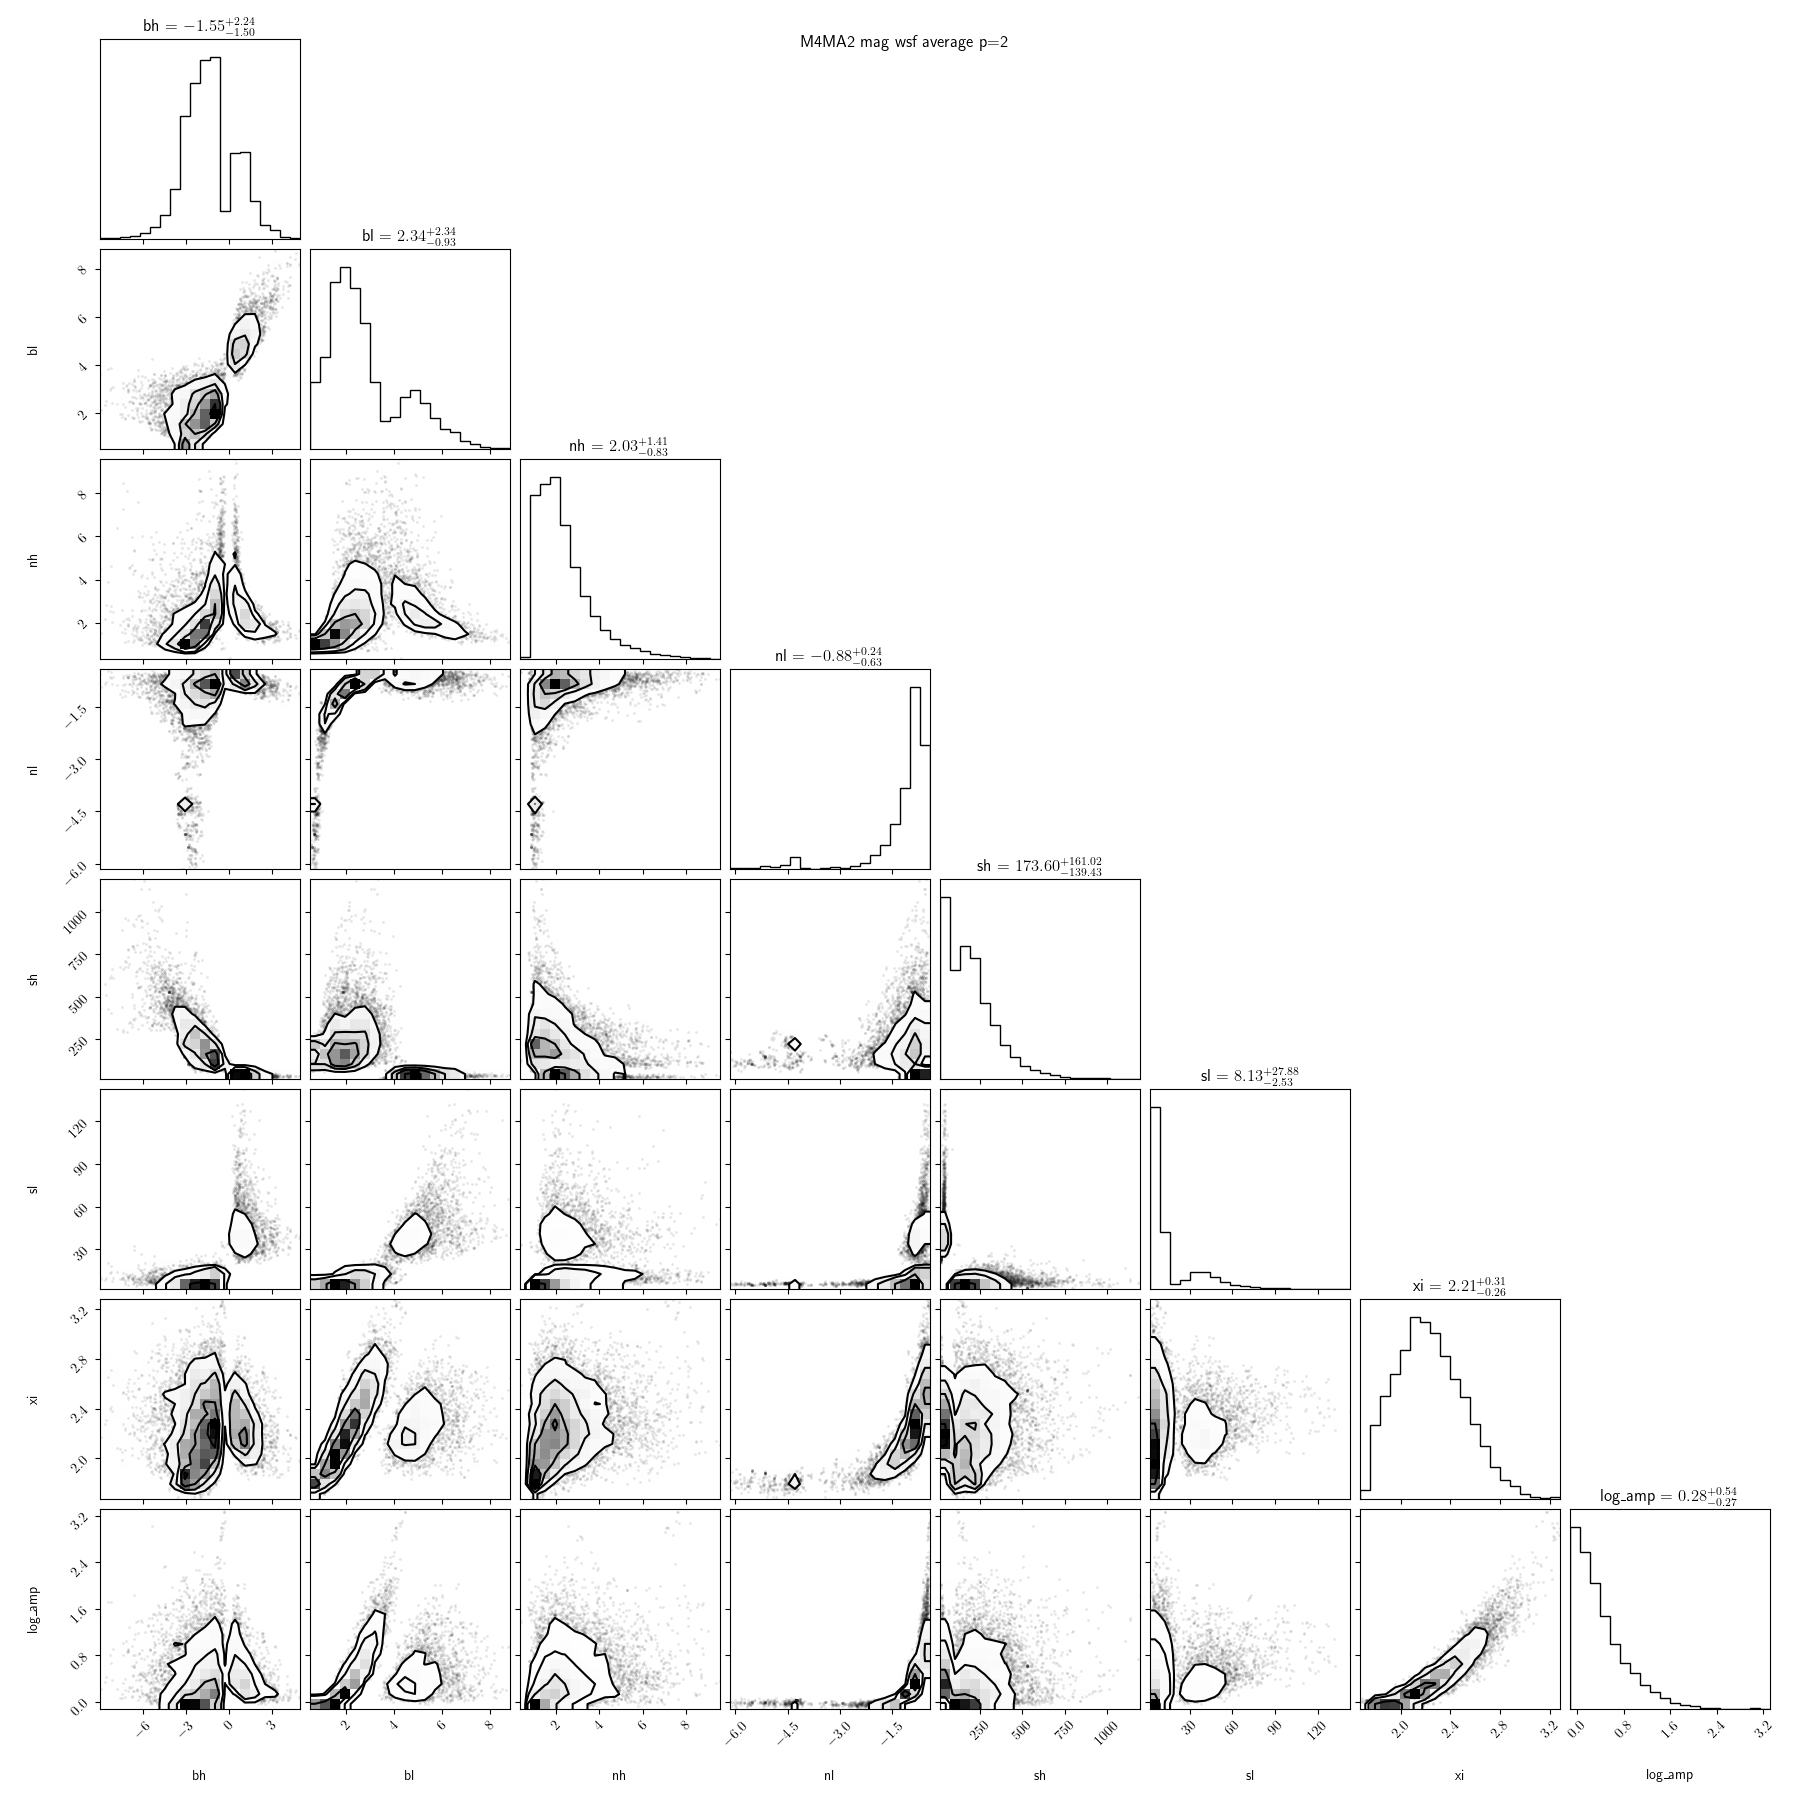 bh = −1.55^{+2.24}_{−1.50}
M4MA2 mag wsf average p=2
bl = 2.34^{+2.34}_{−0.93}
8
6
4
2
bl
nh = 2.03^{+1.41}_{−0.83}
8
6
4
2
nh
nl = −0.88^{+0.24}_{−0.63}
−1.5
−3.0
−4.5
−6.0
nl
sh = 173.60^{+161.02}_{−139.43}
1000
750
500
250
sh
sl = 8.13^{+27.88}_{−2.53}
120
90
60
30
sl
xi = 2.21^{+0.31}_{−0.26}
3.2
2.8
2.4
2.0
xi
log_amp = 0.28^{+0.54}_{−0.27}
3.2
2.4
1.6
0.8
0.0
log_amp
−6 −3 0 3
2 4 6 8
2 4 6 8
−6.0 −4.5 −3.0 −1.5
250 500 750 1000
30 60 90 120
2.0 2.4 2.8 3.2
0.0 0.8 1.6 2.4 3.2
bh bl nh nl sh sl xi log_amp